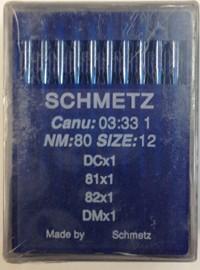 SCHMETZ
Canu: 03:33 1
NM:80 SIZE:12
DCx1
81x1
82x1
DMx1
Made by Schmetz